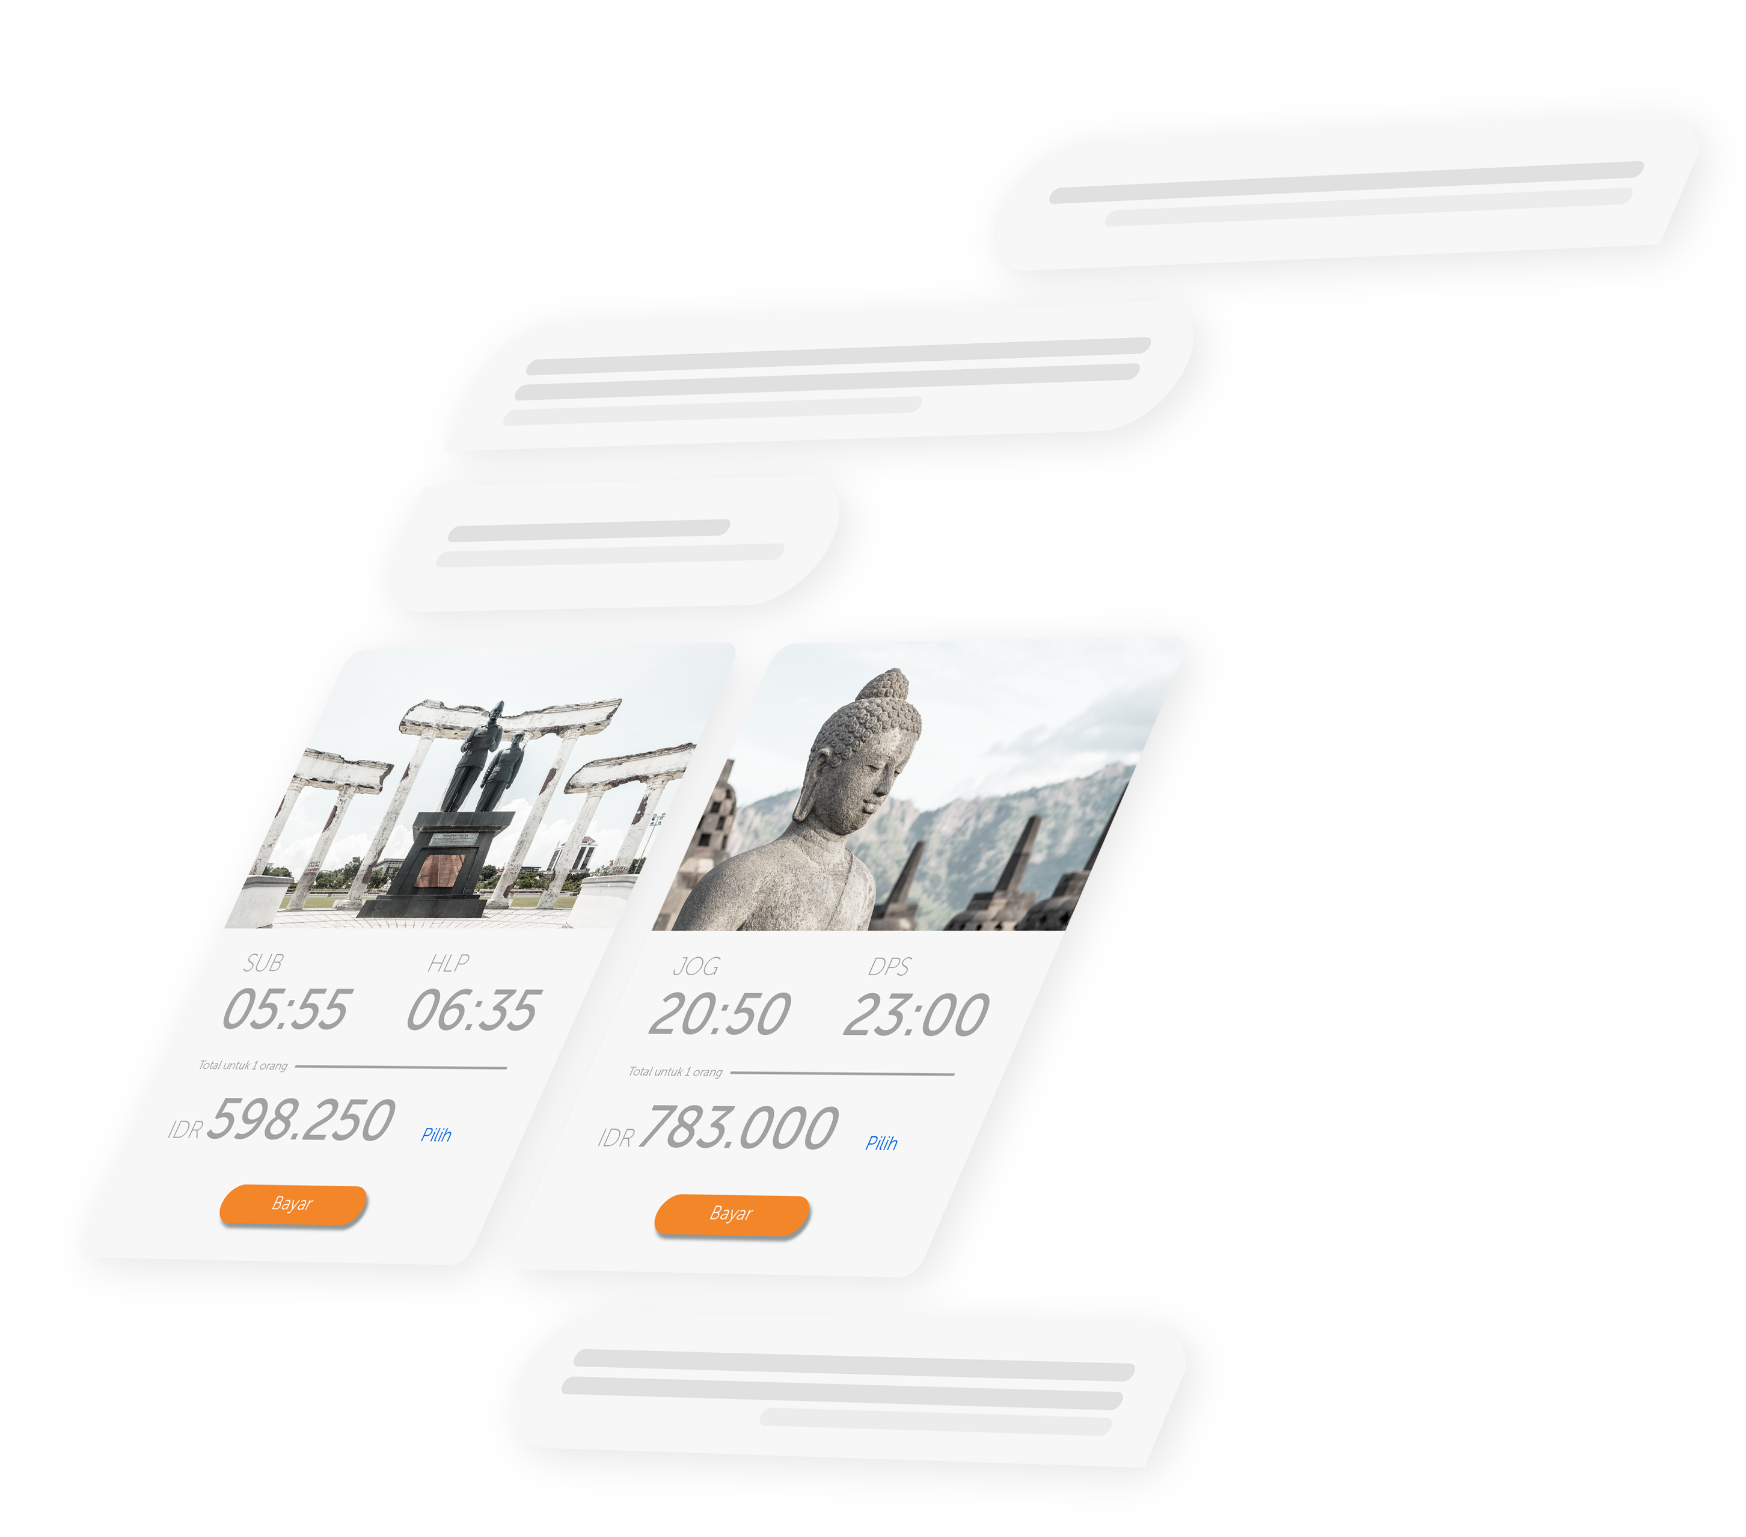 SUB HLP
05:55 06:35
Total untuk 1 orang
IDR 598.250 Pilih
Bayar
JOG DPS
20:50 23:00
Total untuk 1 orang
IDR 783.000 Pilih
Bayar